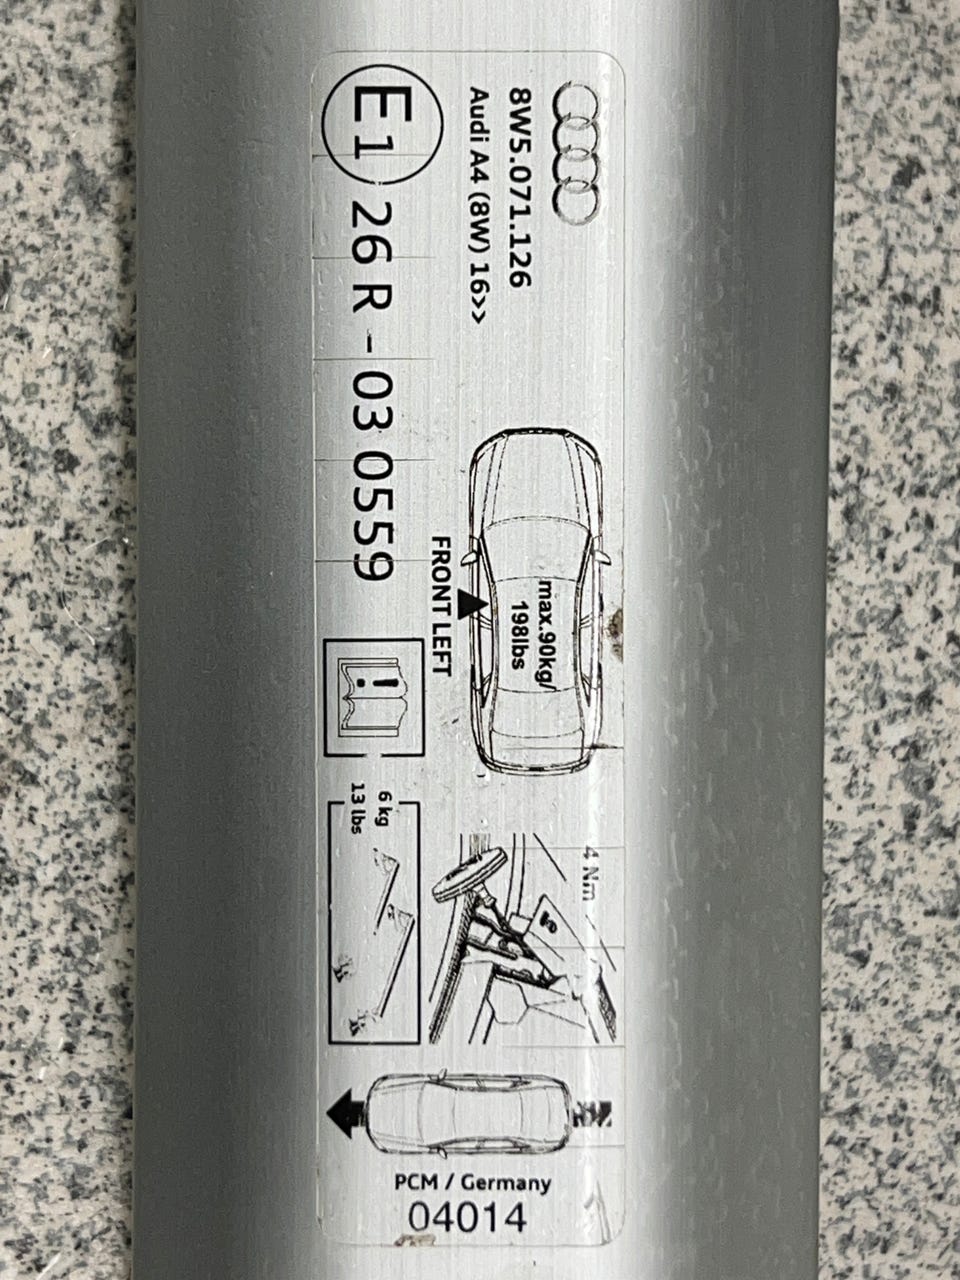 8W5.071.126
Audi A4 (8W) 16>>
E1 26 R - 03 0559
max.90kg/
198lbs
FRONT LEFT
6 kg
13 lbs
4 Nm
PCM / Germany
04014